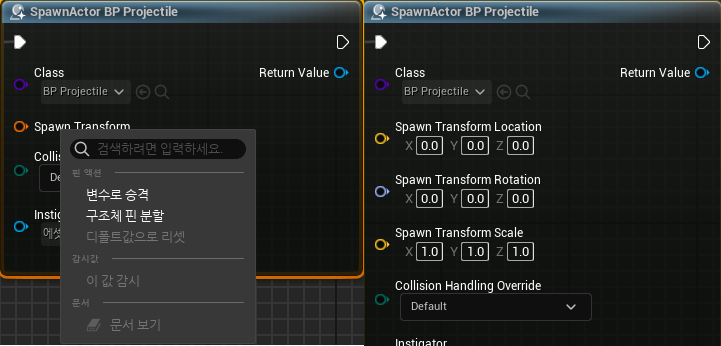 SpawnActor BP Projectile
Class
Return Value
BP Projectile
Spawn Transform
검색하려면 입력하세요.
핀 액션
변수로 승격
구조체 핀 분할
디폴트값으로 리셋
감시값
이 값 감시
문서
문서 보기
Collis
De
Instig
에셋
SpawnActor BP Projectile
Class
Return Value
BP Projectile
Spawn Transform Location
X 0.0 Y 0.0 Z 0.0
Spawn Transform Rotation
X 0.0 Y 0.0 Z 0.0
Spawn Transform Scale
X 1.0 Y 1.0 Z 1.0
Collision Handling Override
Default
Instigator